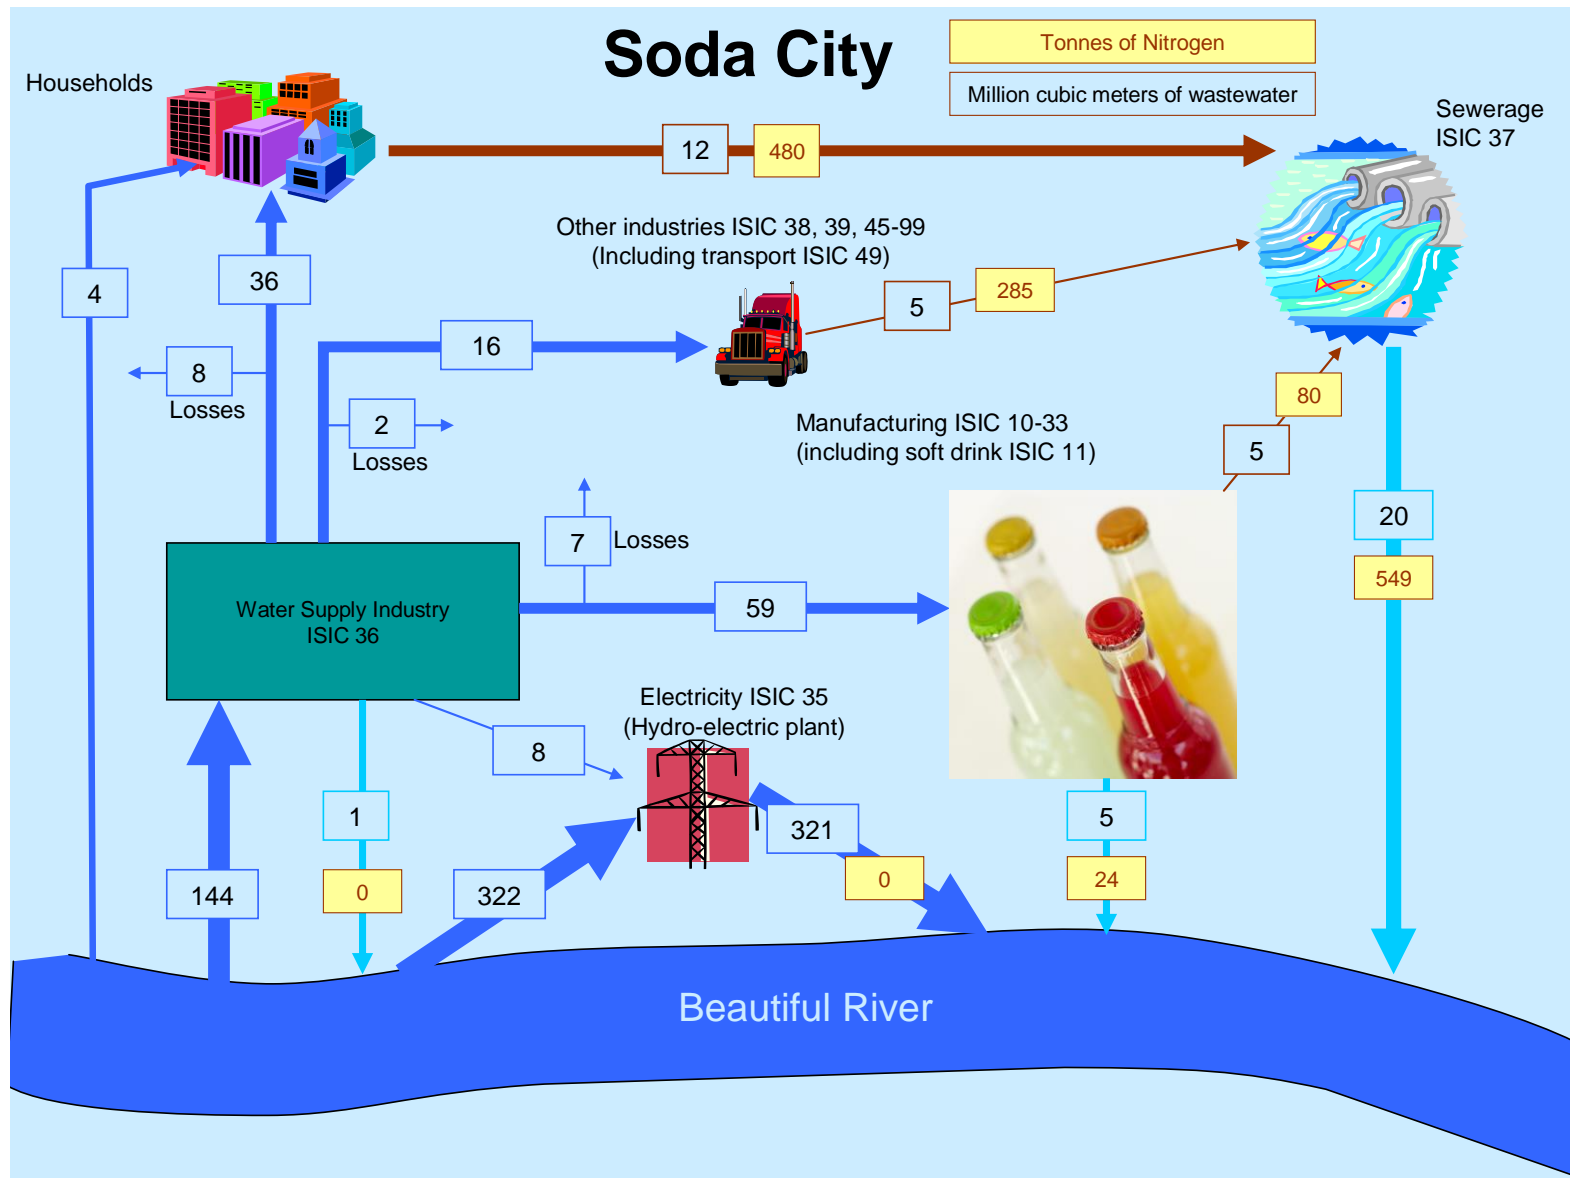 Soda City
Tonnes of Nitrogen
Million cubic meters of wastewater
Households
Sewerage
ISIC 37
12
480
Other industries ISIC 38, 39, 45-99
(Including transport ISIC 49)
4
36
5
285
16
8
Losses
2
Losses
80
Manufacturing ISIC 10-33
(including soft drink ISIC 11)
5
20
7
Losses
549
Water Supply Industry
ISIC 36
59
Electricity ISIC 35
(Hydro-electric plant)
8
1
321
5
144
0
322
0
24
Beautiful River